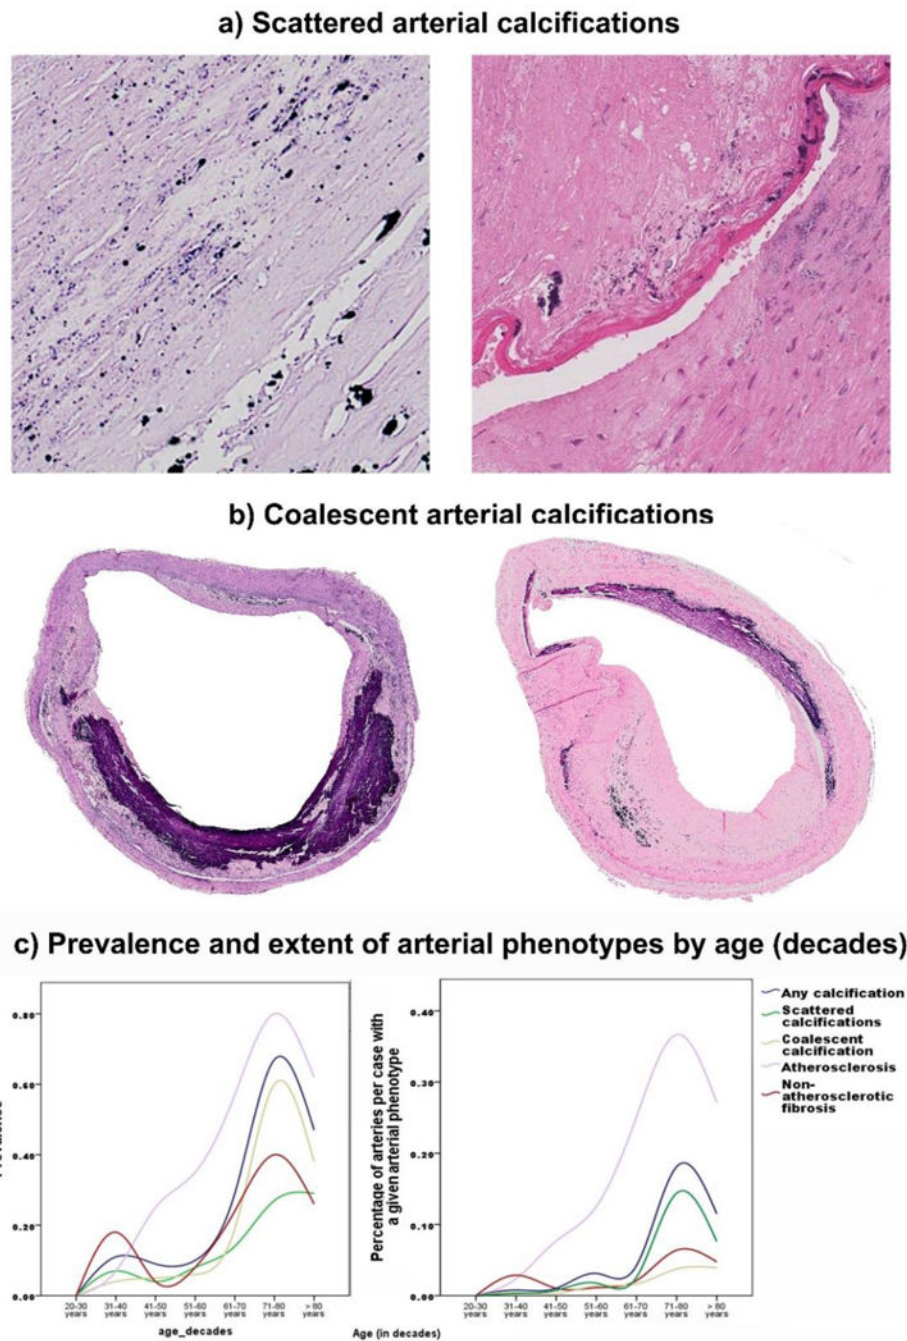 a) Scattered arterial calcifications
b) Coalescent arterial calcifications
c) Prevalence and extent of arterial phenotypes by age (decades)
0.80
0.60
0.40
0.20
0.00
20-30 years
31-40 years
41-50 years
51-60 years
61-70 years
71-80 years
> 80 years
age_decades
Percentage of arteries per case with
a given arterial phenotype
0.40
0.30
0.20
0.10
0.00
20-30 years
31-40 years
41-50 years
51-60 years
61-70 years
71-80 years
> 80 years
Age (in decades)
Any calcification
Scattered
calcifications
Coalescent
calcification
Atherosclerosis
Non-
atherosclerotic
fibrosis